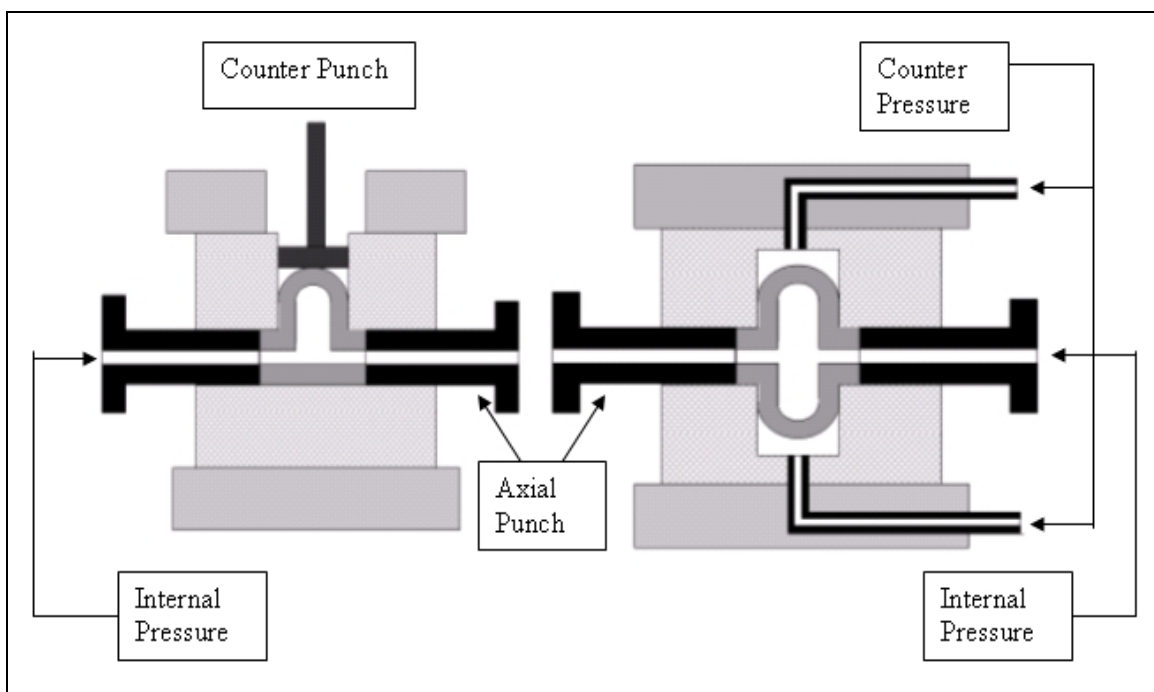 Counter Punch
Counter
Pressure
Axial
Punch
Internal
Pressure
Internal
Pressure